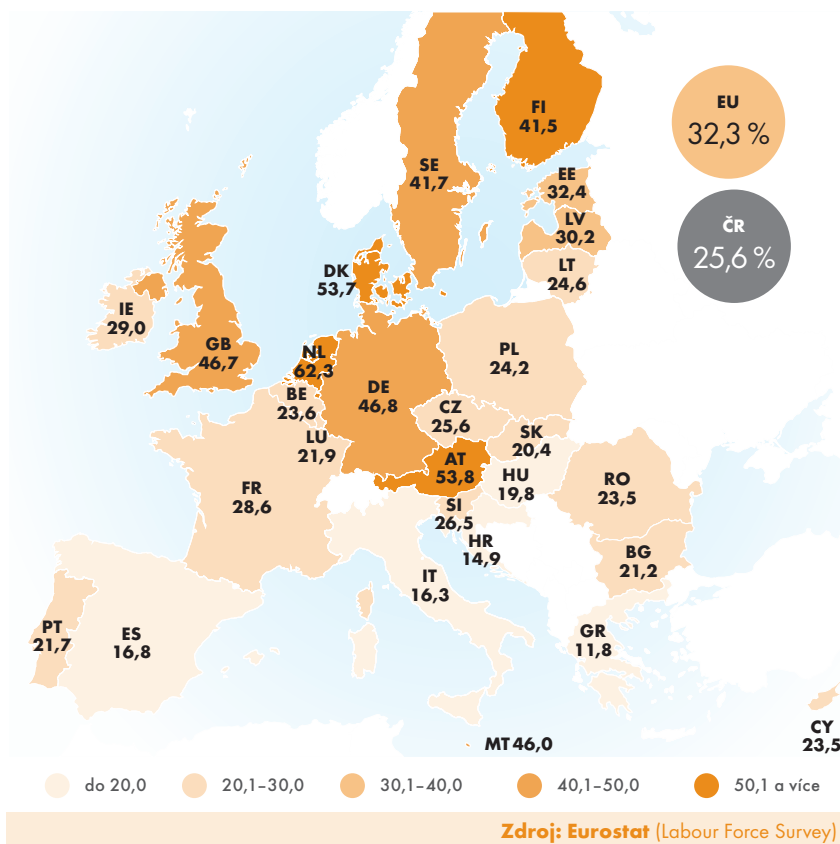 EU
32,3 %
ČR
25,6 %
FI
41,5
SE
41,7
EE
32,4
LV
30,2
LT
24,6
DK
53,7
IE
29,0
GB
46,7
NL
62,3
BE
23,6
LU
21,9
DE
46,8
PL
24,2
CZ
25,6
SK
20,4
AT
53,8
HU
19,8
RO
23,5
FR
28,6
SI
26,5
HR
14,9
BG
21,2
IT
16,3
PT
21,7
ES
16,8
GR
11,8
CY
23,5
MT 46,0
do 20,0
20,1–30,0
30,1–40,0
40,1–50,0
50,1 a více
Zdroj: Eurostat (Labour Force Survey)